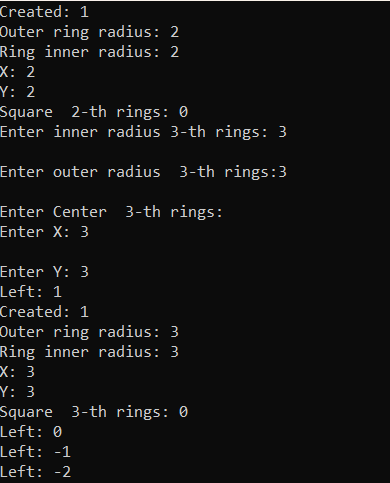 Created: 1
Outer ring radius: 2
Ring inner radius: 2
X: 2
Y: 2
Square  2-th rings: 0
Enter inner radius 3-th rings: 3
Enter outer radius  3-th rings:3
Enter Center  3-th rings:
Enter X: 3
Enter Y: 3
Left: 1
Created: 1
Outer ring radius: 3
Ring inner radius: 3
X: 3
Y: 3
Square  3-th rings: 0
Left: 0
Left: -1
Left: -2